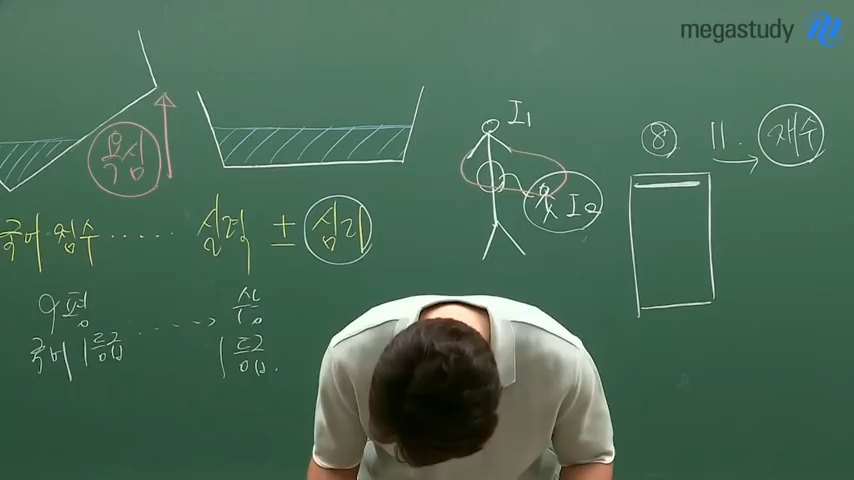 megastudy
욕심
I₁
I₂
⑧ 11. → 재수
국어 점수 ····· 실력 ± 심리
9평 ····→ 수능
국어 1등급 1등급.